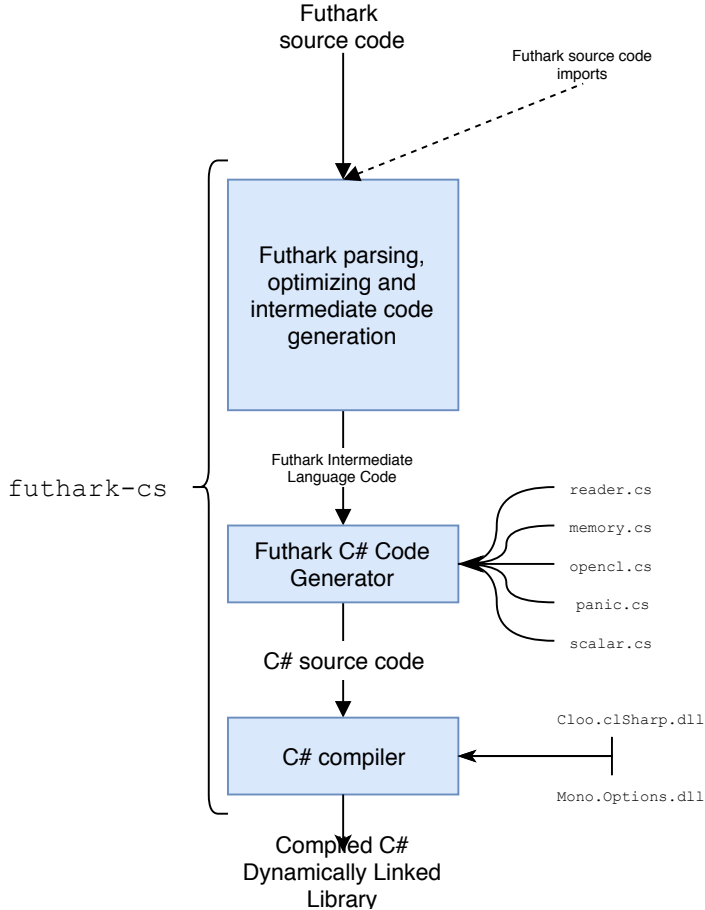 Futhark
source code
Futhark source code
imports
Futhark parsing,
optimizing and
intermediate code
generation
Futhark Intermediate
Language Code
futhark-cs
reader.cs
memory.cs
Futhark C# Code
Generator
opencl.cs
panic.cs
scalar.cs
C# source code
Cloo.clSharp.dll
C# compiler
Mono.Options.dll
Compiled C#
Dynamically Linked
Library